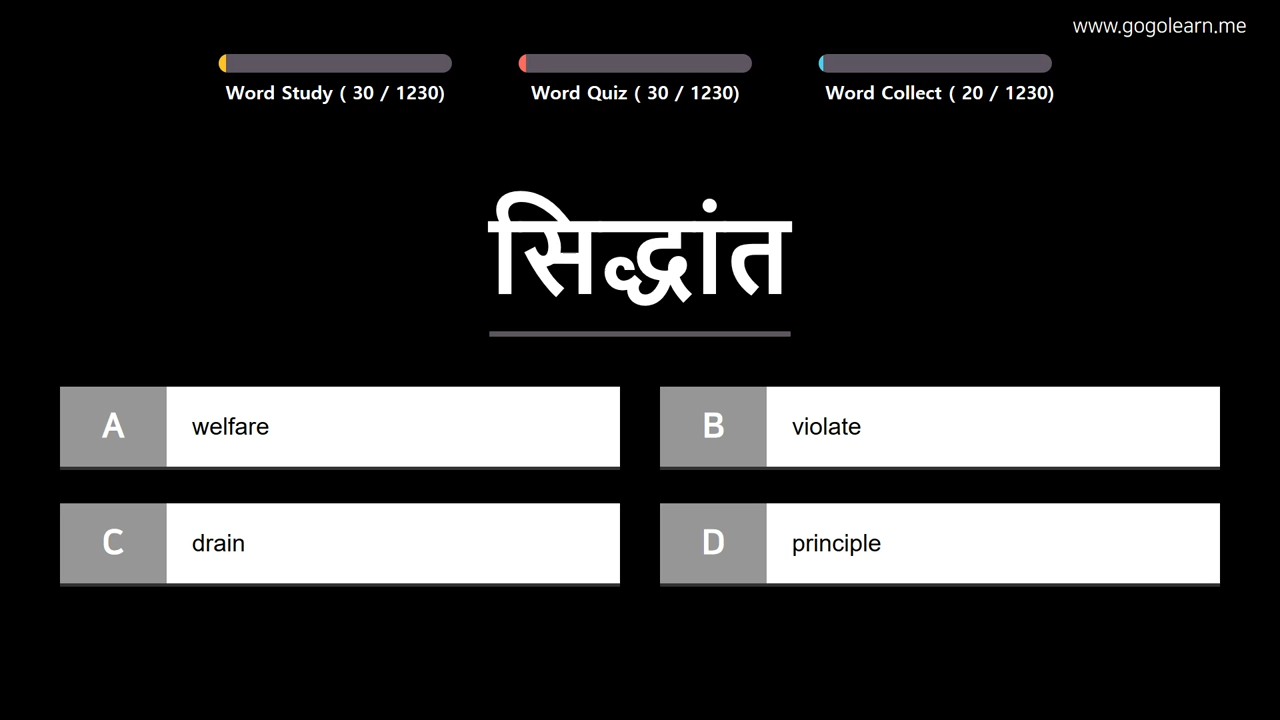 www.gogolearn.me
Word Study ( 30 / 1230)
Word Quiz ( 30 / 1230)
Word Collect ( 20 / 1230)
सिद्धांत
A welfare
B violate
C drain
D principle